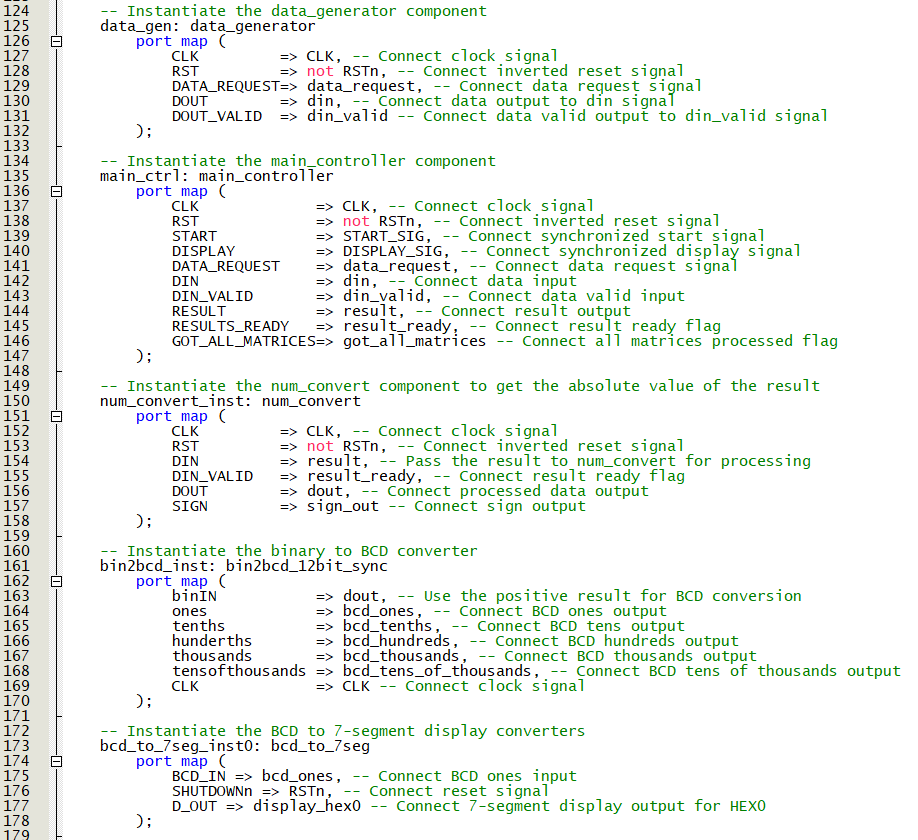 124 -- Instantiate the data_generator component
125 data_gen: data_generator
126 port map (
127 CLK => CLK, -- Connect clock signal
128 RST => not RSTn, -- Connect inverted reset signal
129 DATA_REQUEST=> data_request, -- Connect data request signal
130 DOUT => din, -- Connect data output to din signal
131 DOUT_VALID => din_valid -- Connect data valid output to din_valid signal
132 );
133
134 -- Instantiate the main_controller component
135 main_ctrl: main_controller
136 port map (
137 CLK => CLK, -- Connect clock signal
138 RST => not RSTn, -- Connect inverted reset signal
139 START => START_SIG, -- Connect synchronized start signal
140 DISPLAY => DISPLAY_SIG, -- Connect synchronized display signal
141 DATA_REQUEST => data_request, -- Connect data request signal
142 DIN => din, -- Connect data input
143 DIN_VALID => din_valid, -- Connect data valid input
144 RESULT => result, -- Connect result output
145 RESULTS_READY => result_ready, -- Connect result ready flag
146 GOT_ALL_MATRICES=> got_all_matrices -- Connect all matrices processed flag
147 );
148
149 -- Instantiate the num_convert component to get the absolute value of the result
150 num_convert_inst: num_convert
151 port map (
152 CLK => CLK, -- Connect clock signal
153 RST => not RSTn, -- Connect inverted reset signal
154 DIN => result, -- Pass the result to num_convert for processing
155 DIN_VALID => result_ready, -- Connect result ready flag
156 DOUT => dout, -- Connect processed data output
157 SIGN => sign_out -- Connect sign output
158 );
159
160 -- Instantiate the binary to BCD converter
161 bin2bcd_inst: bin2bcd_12bit_sync
162 port map (
163 binIN => dout, -- Use the positive result for BCD conversion
164 ones => bcd_ones, -- Connect BCD ones output
165 tenths => bcd_tenths, -- Connect BCD tens output
166 hunderths => bcd_hundreds, -- Connect BCD hundreds output
167 thousands => bcd_thousands, -- Connect BCD thousands output
168 tensofthousands => bcd_tens_of_thousands, -- Connect BCD tens of thousands output
169 CLK => CLK -- Connect clock signal
170 );
171
172 -- Instantiate the BCD to 7-segment display converters
173 bcd_to_7seg_inst0: bcd_to_7seg
174 port map (
175 BCD_IN => bcd_ones, -- Connect BCD ones input
176 SHUTDOWNn => RSTn, -- Connect reset signal
177 D_OUT => display_hex0 -- Connect 7-segment display output for HEX0
178 );
179